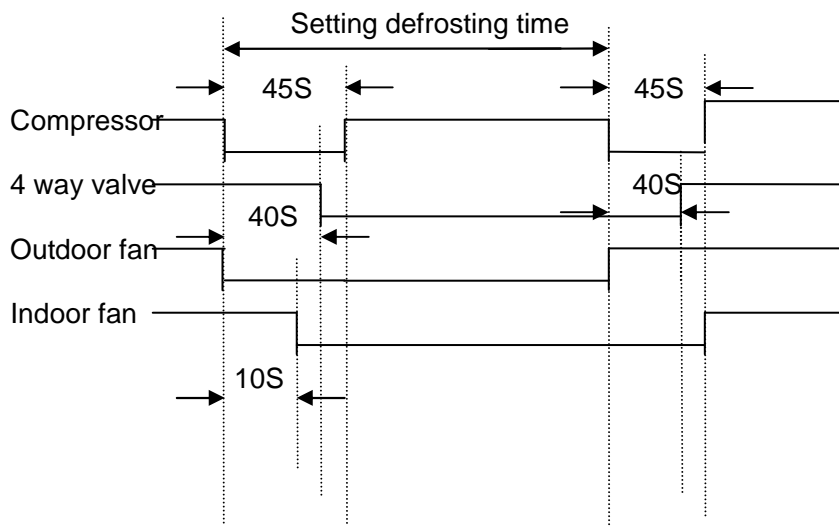 Setting defrosting time
45S 45S
Compressor
4 way valve 40S
40S
Outdoor fan
Indoor fan
10S